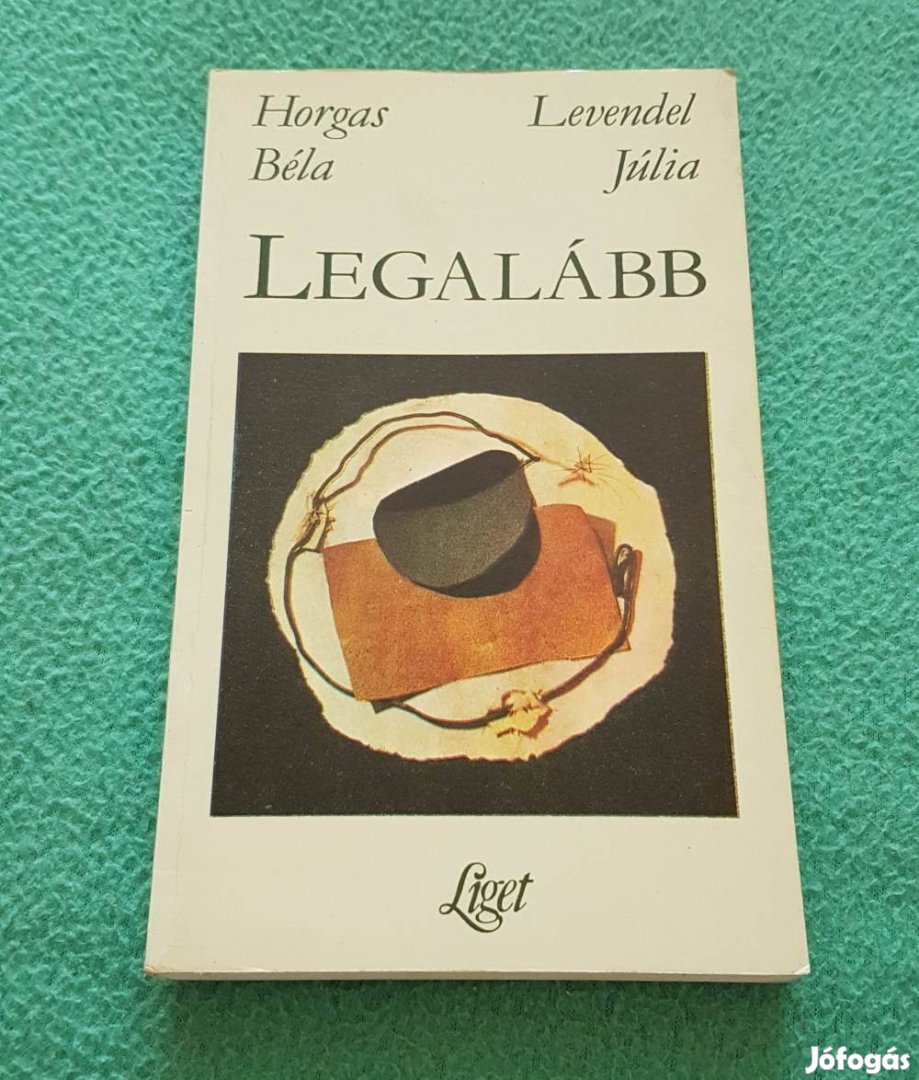 Horgas Levendel
Béla Júlia
LEGALÁBB
Liget
Jófogás